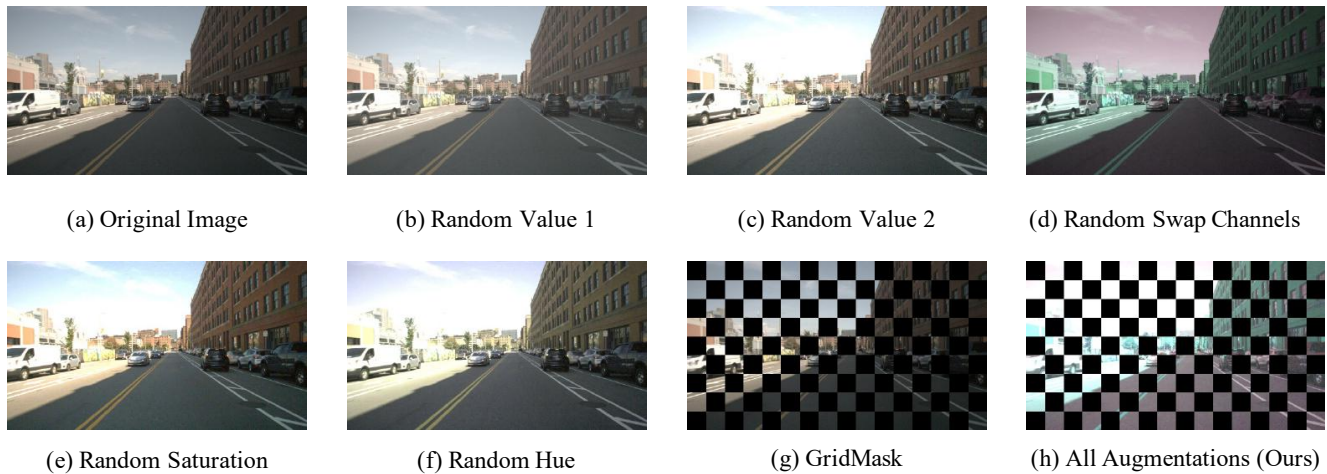 (a) Original Image
(b) Random Value 1
(c) Random Value 2
(d) Random Swap Channels
(e) Random Saturation
(f) Random Hue
(g) GridMask
(h) All Augmentations (Ours)